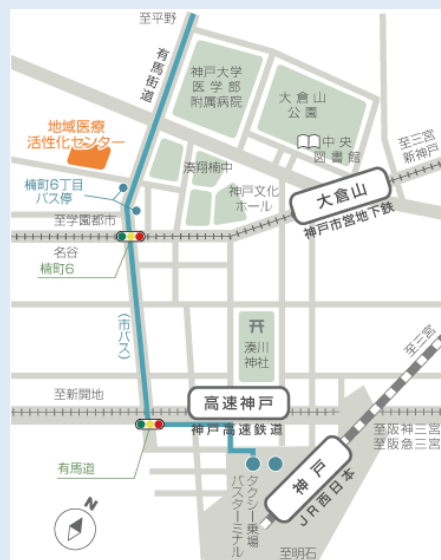 至平野
有馬街道
神戸大学
医学部
附属病院
大倉山
公園
中央
図書館
地域医療
活性化センター
湊翔楠中
至三宮
新神戸
楠町6丁目
バス停
神戸文化
ホール
大倉山
神戸市営地下鉄
至学園都市
名谷
楠町6
(市バス)
湊川
神社
至三宮
至新開地
高速神戸
神戸高速鉄道
有馬道
至阪神三宮
至阪急三宮
神戸
JR西日本
タクシー乗場
バスターミナル
N
至明石